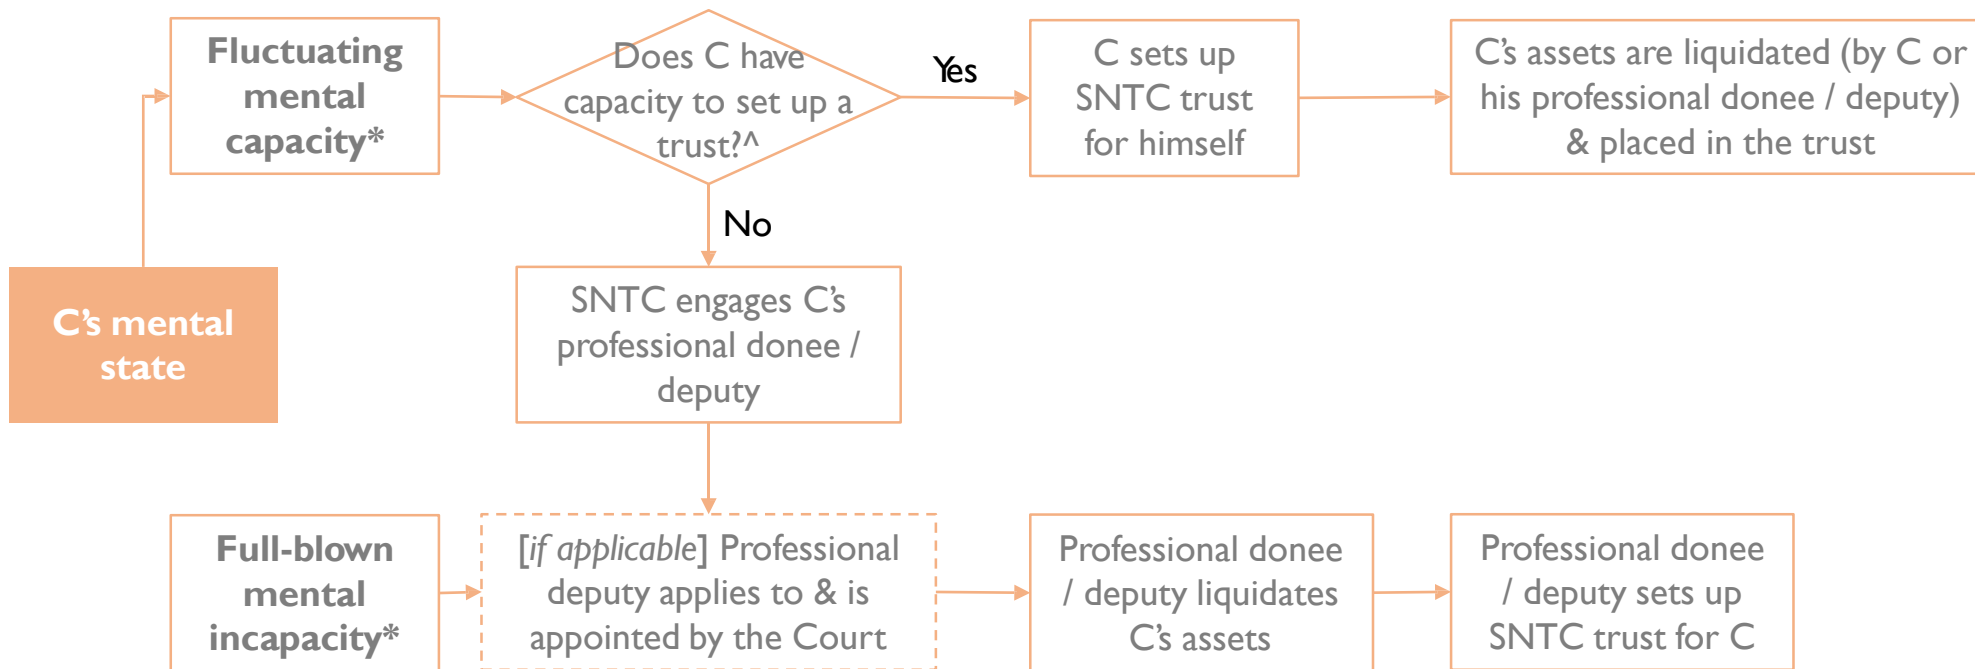 Fluctuating
mental
capacity*
Does C have
capacity to set up a
trust?^
Yes
C sets up
SNTC trust
for himself
C’s assets are liquidated (by C or
his professional donee / deputy)
& placed in the trust
No
C’s mental
state
SNTC engages C’s
professional donee /
deputy
Full-blown
mental
incapacity*
[if applicable] Professional
deputy applies to & is
appointed by the Court
Professional donee
/ deputy liquidates
C’s assets
Professional donee
/ deputy sets up
SNTC trust for C